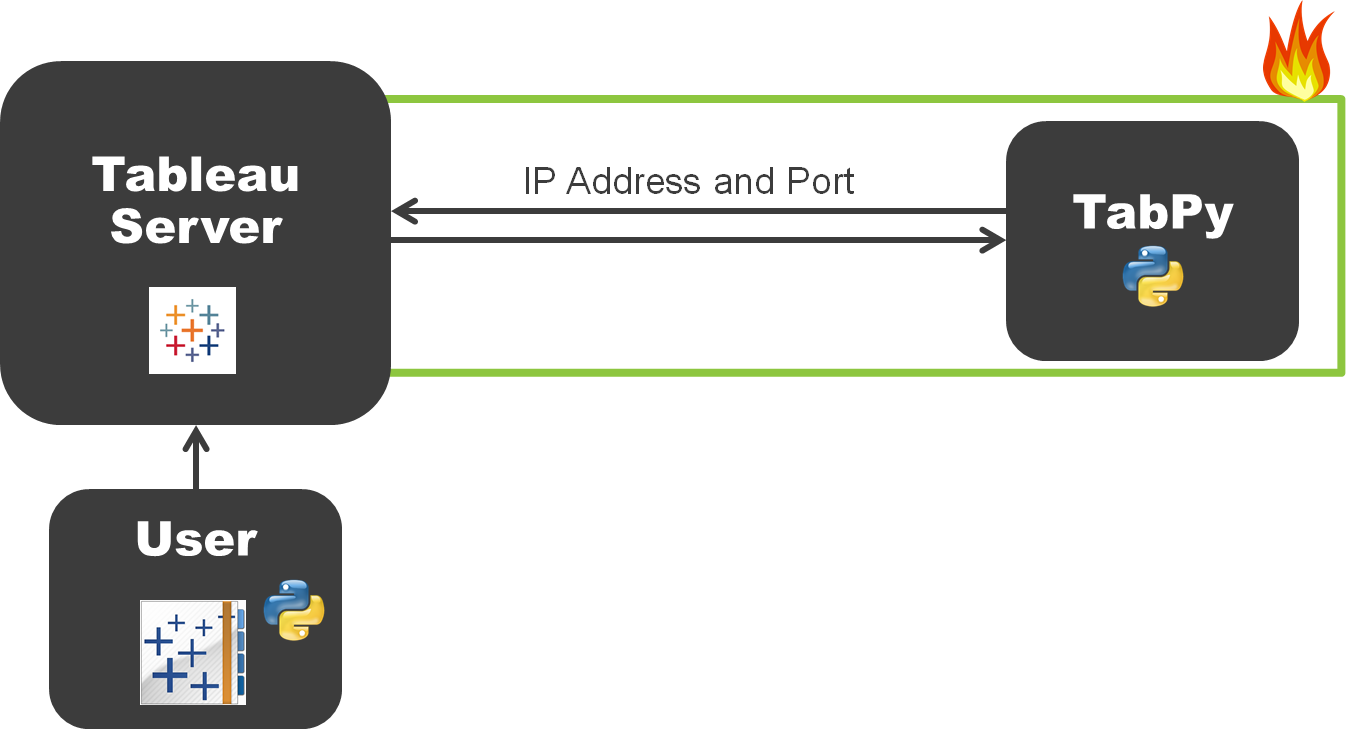 Tableau
Server
IP Address and Port
TabPy
User